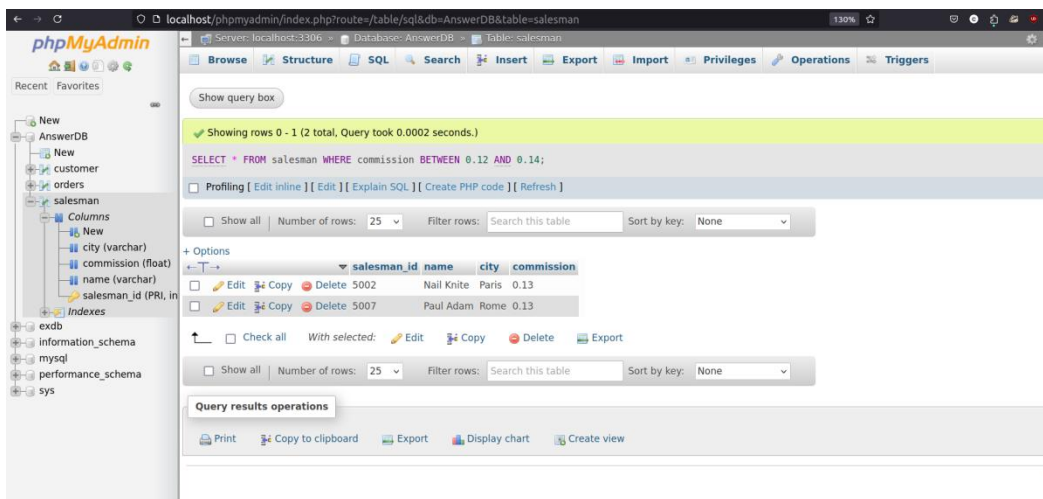 localhost/phpmyadmin/index.php?route=/table/sql&db=AnswerDB&table=salesman 130%
phpMyAdmin
Recent Favorites
New
AnswerDB
New
customer
orders
salesman
Columns
New
city (varchar)
commission (float)
name (varchar)
salesman_id (PRI, in
Indexes
exdb
information_schema
mysql
performance_schema
sys
Server: localhost:3306 » Database: AnswerDB » Table: salesman
Browse Structure SQL Search Insert Export Import Privileges Operations Triggers
Show query box
Showing rows 0 - 1 (2 total, Query took 0.0002 seconds.)
SELECT * FROM salesman WHERE commission BETWEEN 0.12 AND 0.14;
Profiling [ Edit inline ] [ Edit ] [ Explain SQL ] [ Create PHP code ] [ Refresh ]
Show all | Number of rows: 25 Filter rows: Search this table Sort by key: None
+ Options
←T→ salesman_id name city commission
Edit Copy Delete 5002 Nail Knite Paris 0.13
Edit Copy Delete 5007 Paul Adam Rome 0.13
Check all With selected: Edit Copy Delete Export
Show all | Number of rows: 25 Filter rows: Search this table Sort by key: None
Query results operations
Print Copy to clipboard Export Display chart Create view